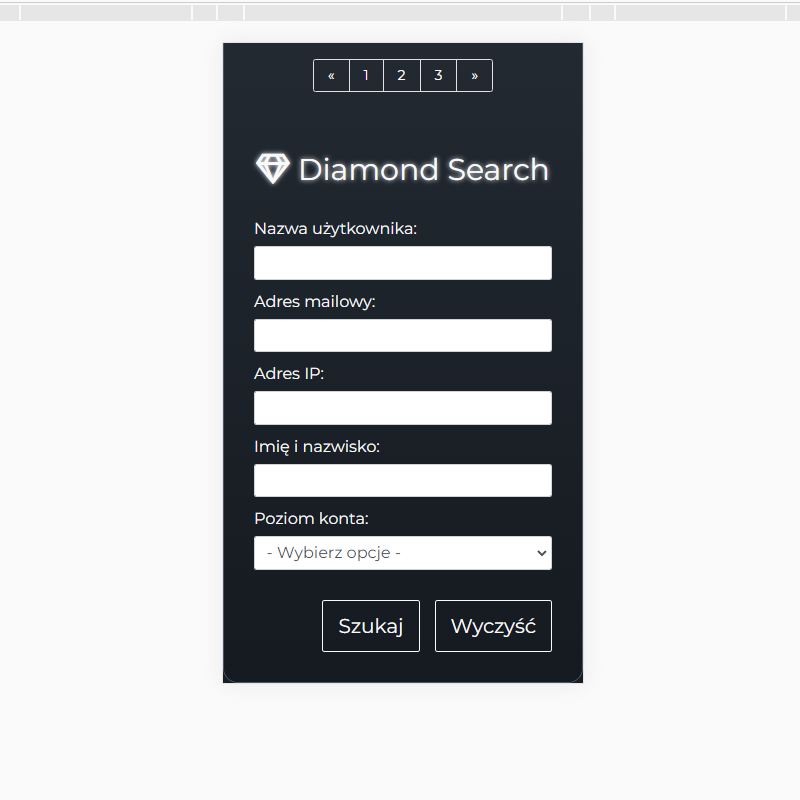 « 1 2 3 »
Diamond Search
Nazwa użytkownika:
Adres mailowy:
Adres IP:
Imię i nazwisko:
Poziom konta:
- Wybierz opcje -
Szukaj Wyczyść